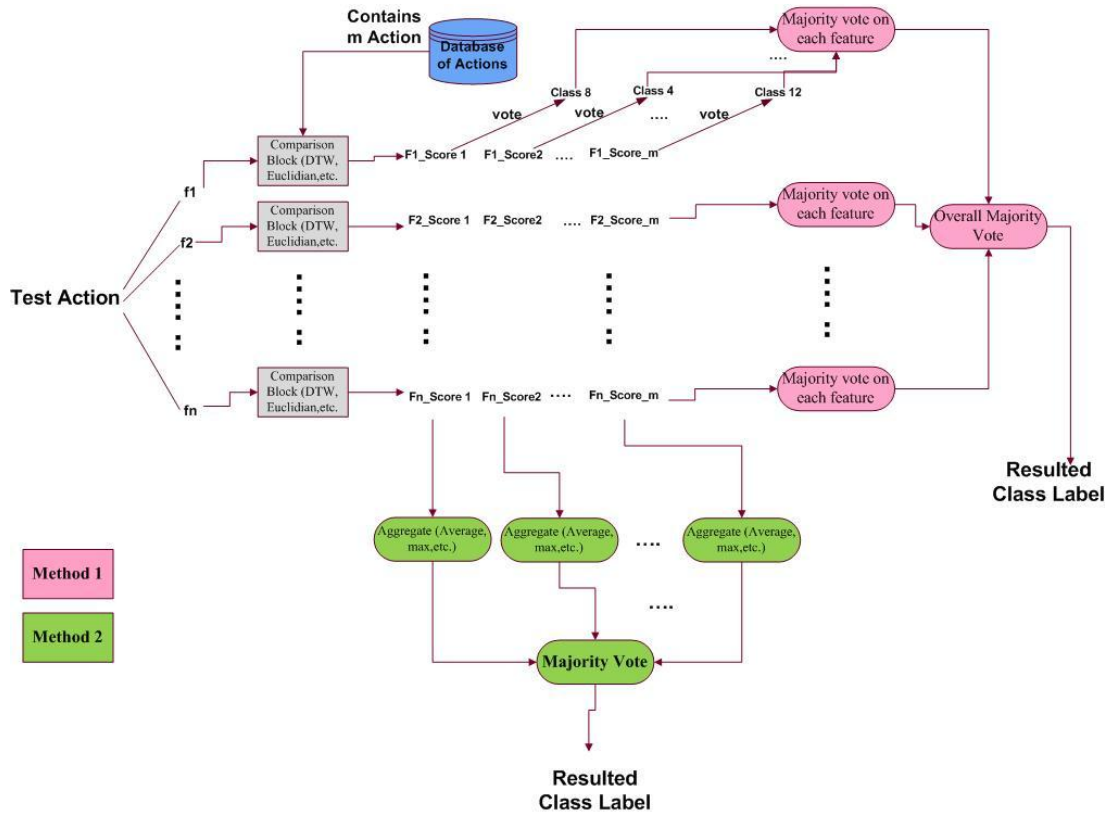 Contains
m Action
Database
of Actions
Majority vote on
each feature
....
Class 8
Class 4
Class 12
vote
vote
....
vote
Comparison
Block (DTW,
Euclidian,etc.
F1_Score 1
F1_Score2
....
F1_Score_m
f1
Comparison
Block (DTW,
Euclidian,etc.
F2_Score 1
F2_Score2
....
F2_Score_m
Majority vote on
each feature
Overall Majority
Vote
f2
Test Action
Comparison
Block (DTW,
Euclidian,etc.
Fn_Score 1
Fn_Score2
....
Fn_Score_m
Majority vote on
each feature
fn
Resulted
Class Label
Aggregate (Average,
max,etc.)
Aggregate (Average,
max,etc.)
....
Aggregate (Average,
max,etc.)
Method 1
....
Method 2
Majority Vote
Resulted
Class Label